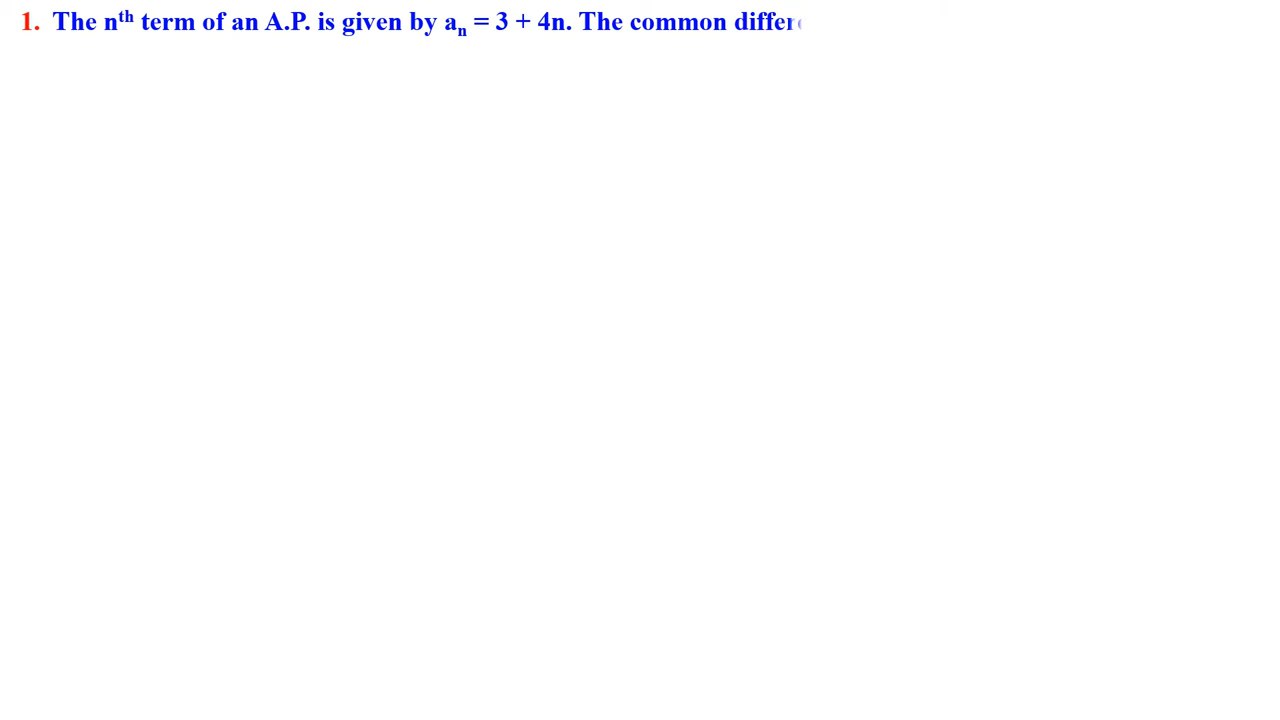 1. The nth term of an A.P. is given by an = 3 + 4n. The common